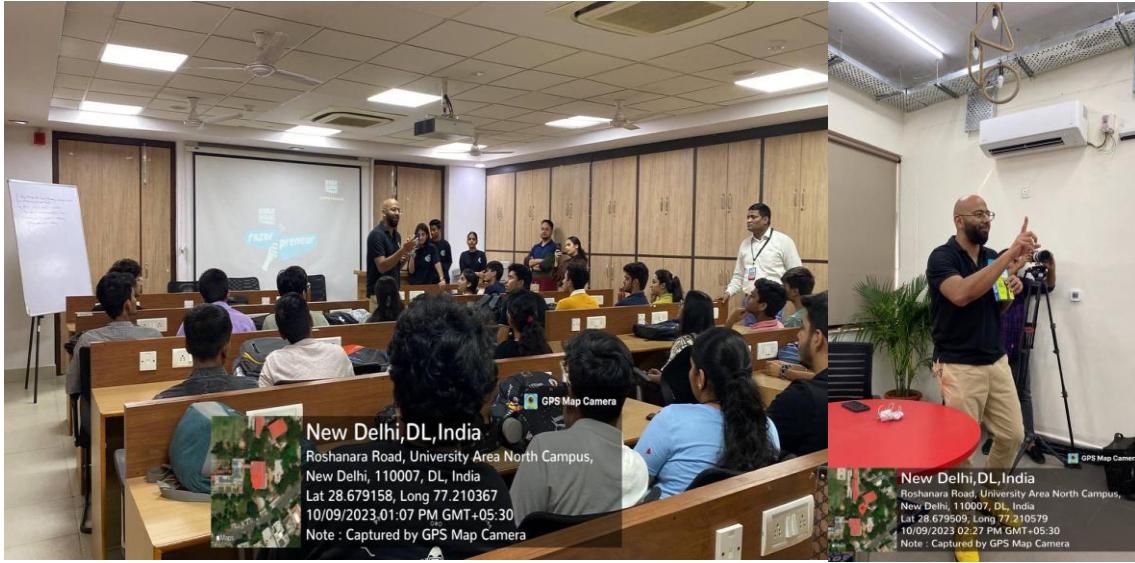 razor
preneur
GPS Map Camera
New Delhi,DL,India
Roshanara Road, University Area North Campus,
New Delhi, 110007, DL, India
Lat 28.679158, Long 77.210367
10/09/2023 01:07 PM GMT+05:30
Note : Captured by GPS Map Camera
Maps
GPS Map Camera
New Delhi,DL,India
Roshanara Road, University Area North Campus,
New Delhi, 110007, DL, India
Lat 28.679509, Long 77.210579
10/09/2023 02:27 PM GMT+05:30
Note : Captured by GPS Map Camera